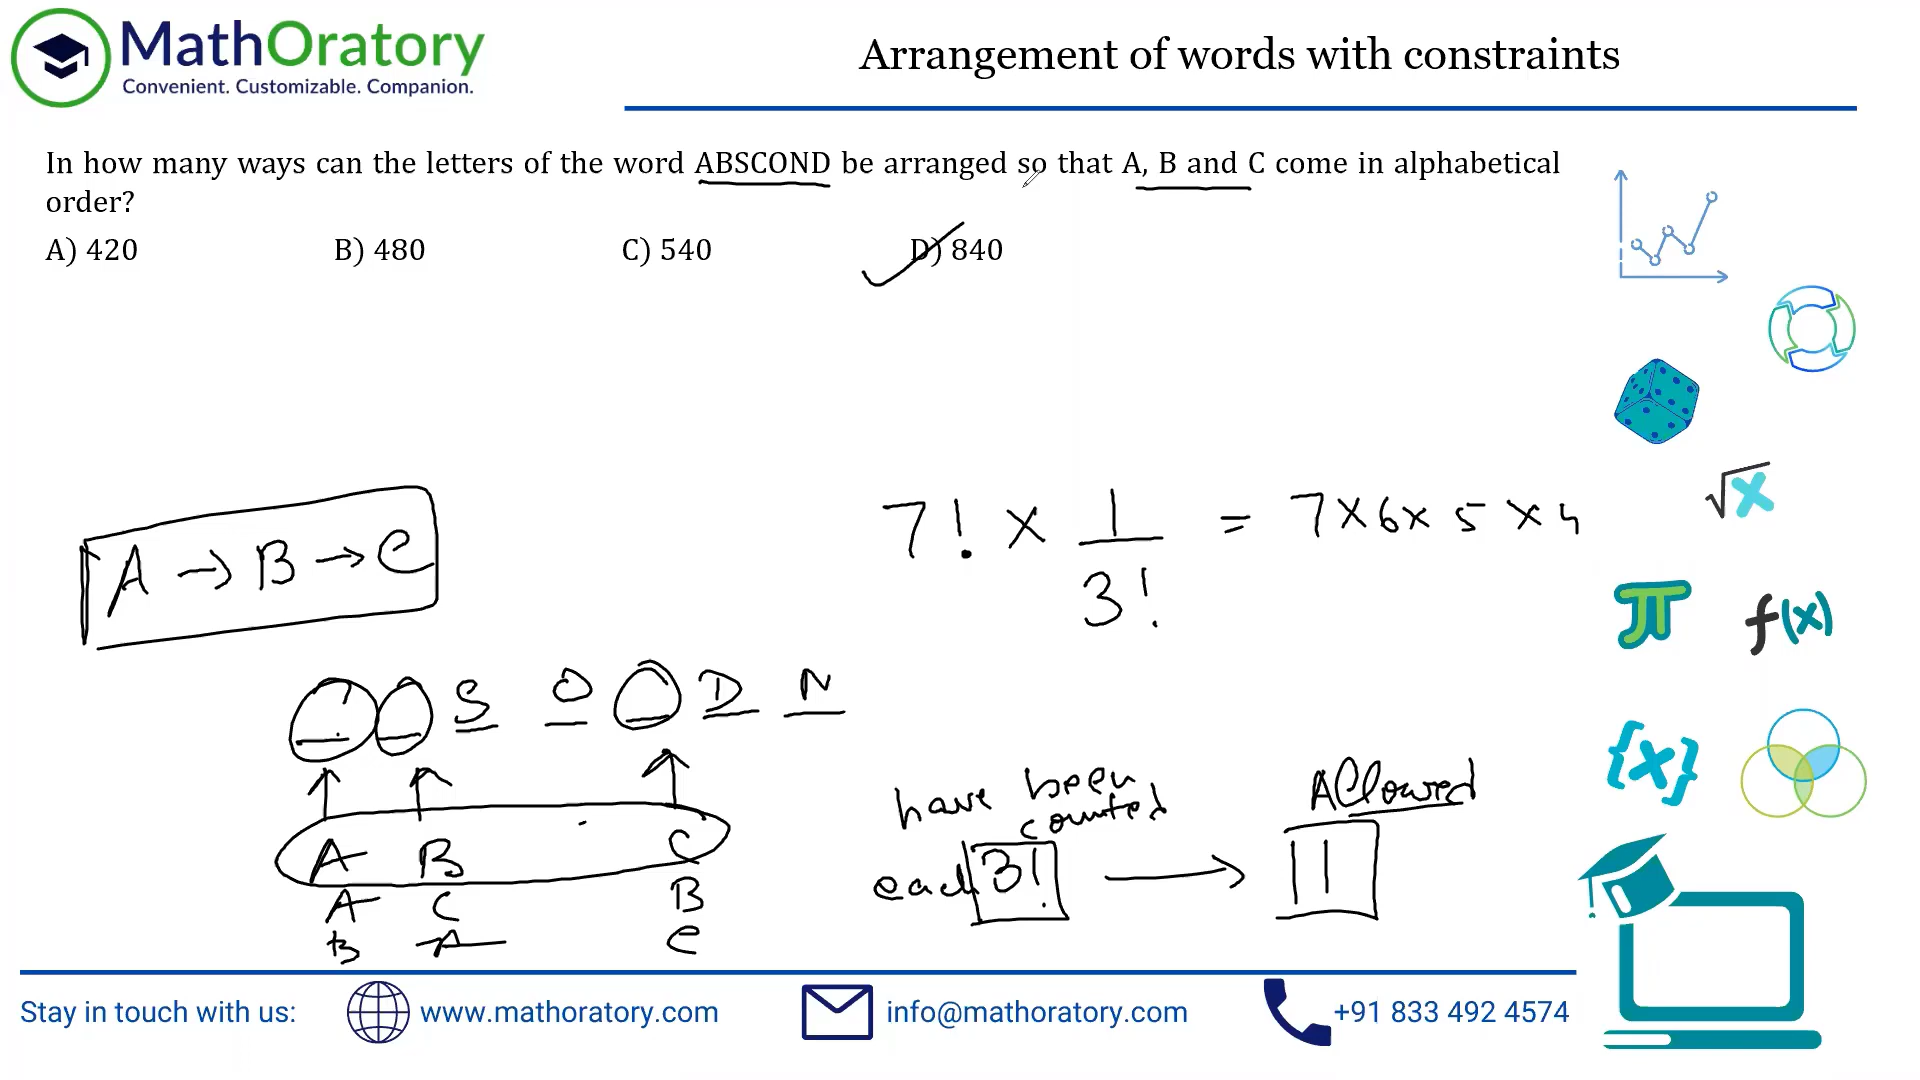 MathOratory
Convenient. Customizable. Companion.
Arrangement of words with constraints
In how many ways can the letters of the word ABSCOND be arranged so that A, B and C come in alphabetical
order?
A) 420 B) 480 C) 540 D) 840
7! × 1/3! = 7×6×5×4
A → B → C
S O D N
have been
counted
Allowed
each 3! → 1
A B C
A C B
B A C
√x
π f(x)
{x}
Stay in touch with us: www.mathoratory.com info@mathoratory.com +91 833 492 4574